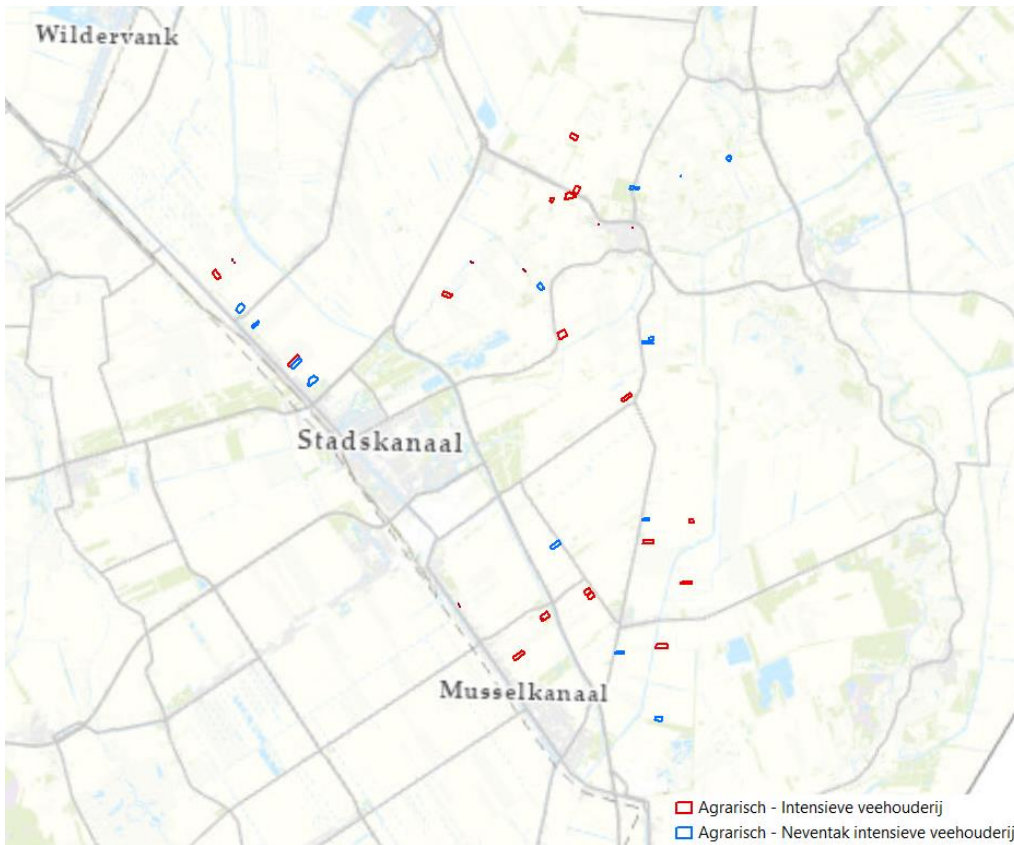 Wildervank
Stadskanaal
Musselkanaal
Agrarisch - Intensieve veehouderij
Agrarisch - Neventak intensieve veehouderij